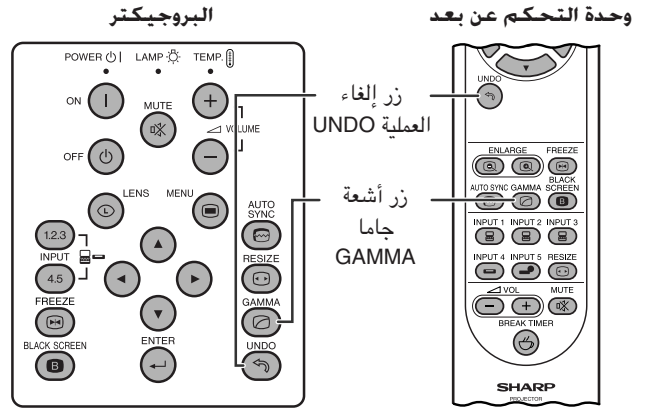 البروجيكتر
وحدة التحكم عن بعد
POWER LAMP TEMP.
ON
MUTE
VOLUME
OFF
LENS
MENU
AUTO
SYNC
1.2.3
INPUT
4.5
RESIZE
FREEZE
GAMMA
BLACK SCREEN
B
ENTER
UNDO
زر إلغاء
العملية UNDO
زر أشعة
جاما
GAMMA
UNDO
ENLARGE FREEZE
AUTO SYNC GAMMA BLACK
SCREEN
B
INPUT 1 INPUT 2 INPUT 3
INPUT 4 INPUT 5 RESIZE
VOL MUTE
BREAK TIMER
SHARP
PROJECTOR